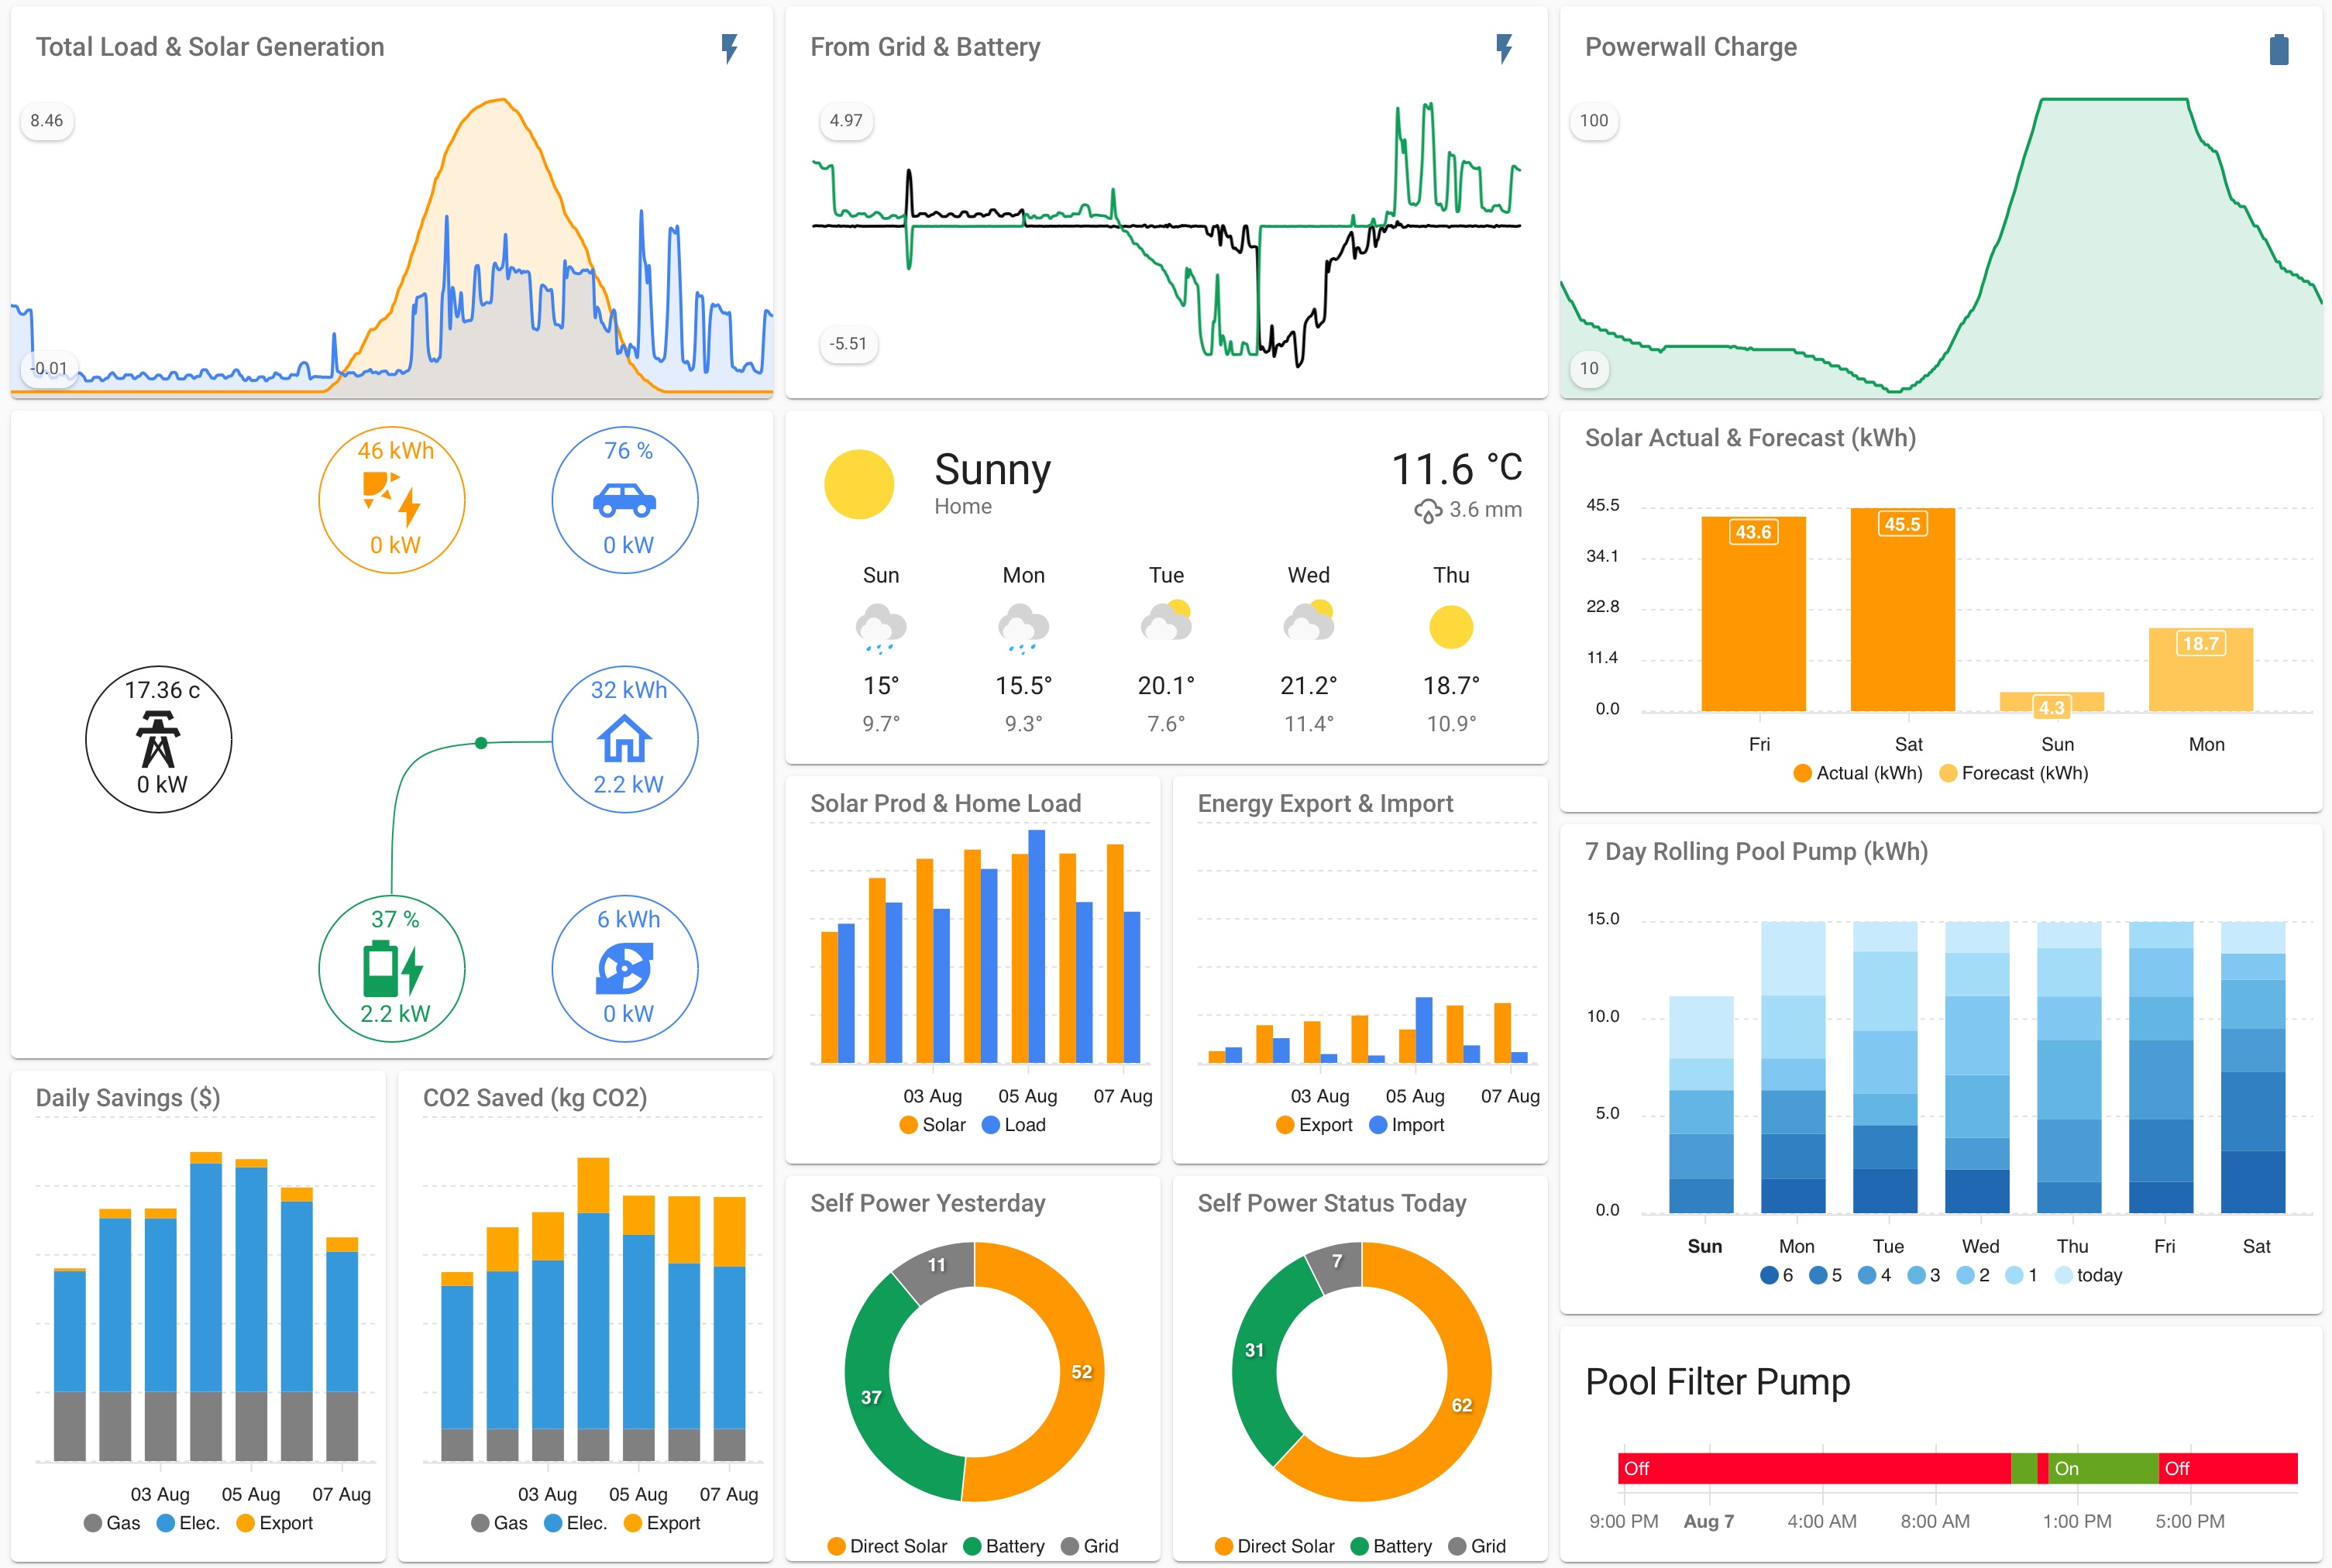 Total Load & Solar Generation
8.46
-0.01
From Grid & Battery
4.97
-5.51
Powerwall Charge
100
10
46 kWh
0 kW
76 %
0 kW
17.36 c
0 kW
32 kWh
2.2 kW
37 %
2.2 kW
6 kWh
0 kW
Sunny
Home
11.6 °C
3.6 mm
Sun Mon Tue Wed Thu
15° 15.5° 20.1° 21.2° 18.7°
9.7° 9.3° 7.6° 11.4° 10.9°
Solar Actual & Forecast (kWh)
45.5
34.1
22.8
11.4
0.0
43.6
45.5
4.3
18.7
Fri Sat Sun Mon
Actual (kWh) Forecast (kWh)
Solar Prod & Home Load
03 Aug 05 Aug 07 Aug
Solar Load
Energy Export & Import
03 Aug 05 Aug 07 Aug
Export Import
7 Day Rolling Pool Pump (kWh)
15.0
10.0
5.0
0.0
Sun Mon Tue Wed Thu Fri Sat
6 5 4 3 2 1 today
Daily Savings ($)
03 Aug 05 Aug 07 Aug
Gas Elec. Export
CO2 Saved (kg CO2)
03 Aug 05 Aug 07 Aug
Gas Elec. Export
Self Power Yesterday
11
52
37
Direct Solar Battery Grid
Self Power Status Today
7
31
62
Direct Solar Battery Grid
Pool Filter Pump
Off On Off
9:00 PM Aug 7 4:00 AM 8:00 AM 1:00 PM 5:00 PM